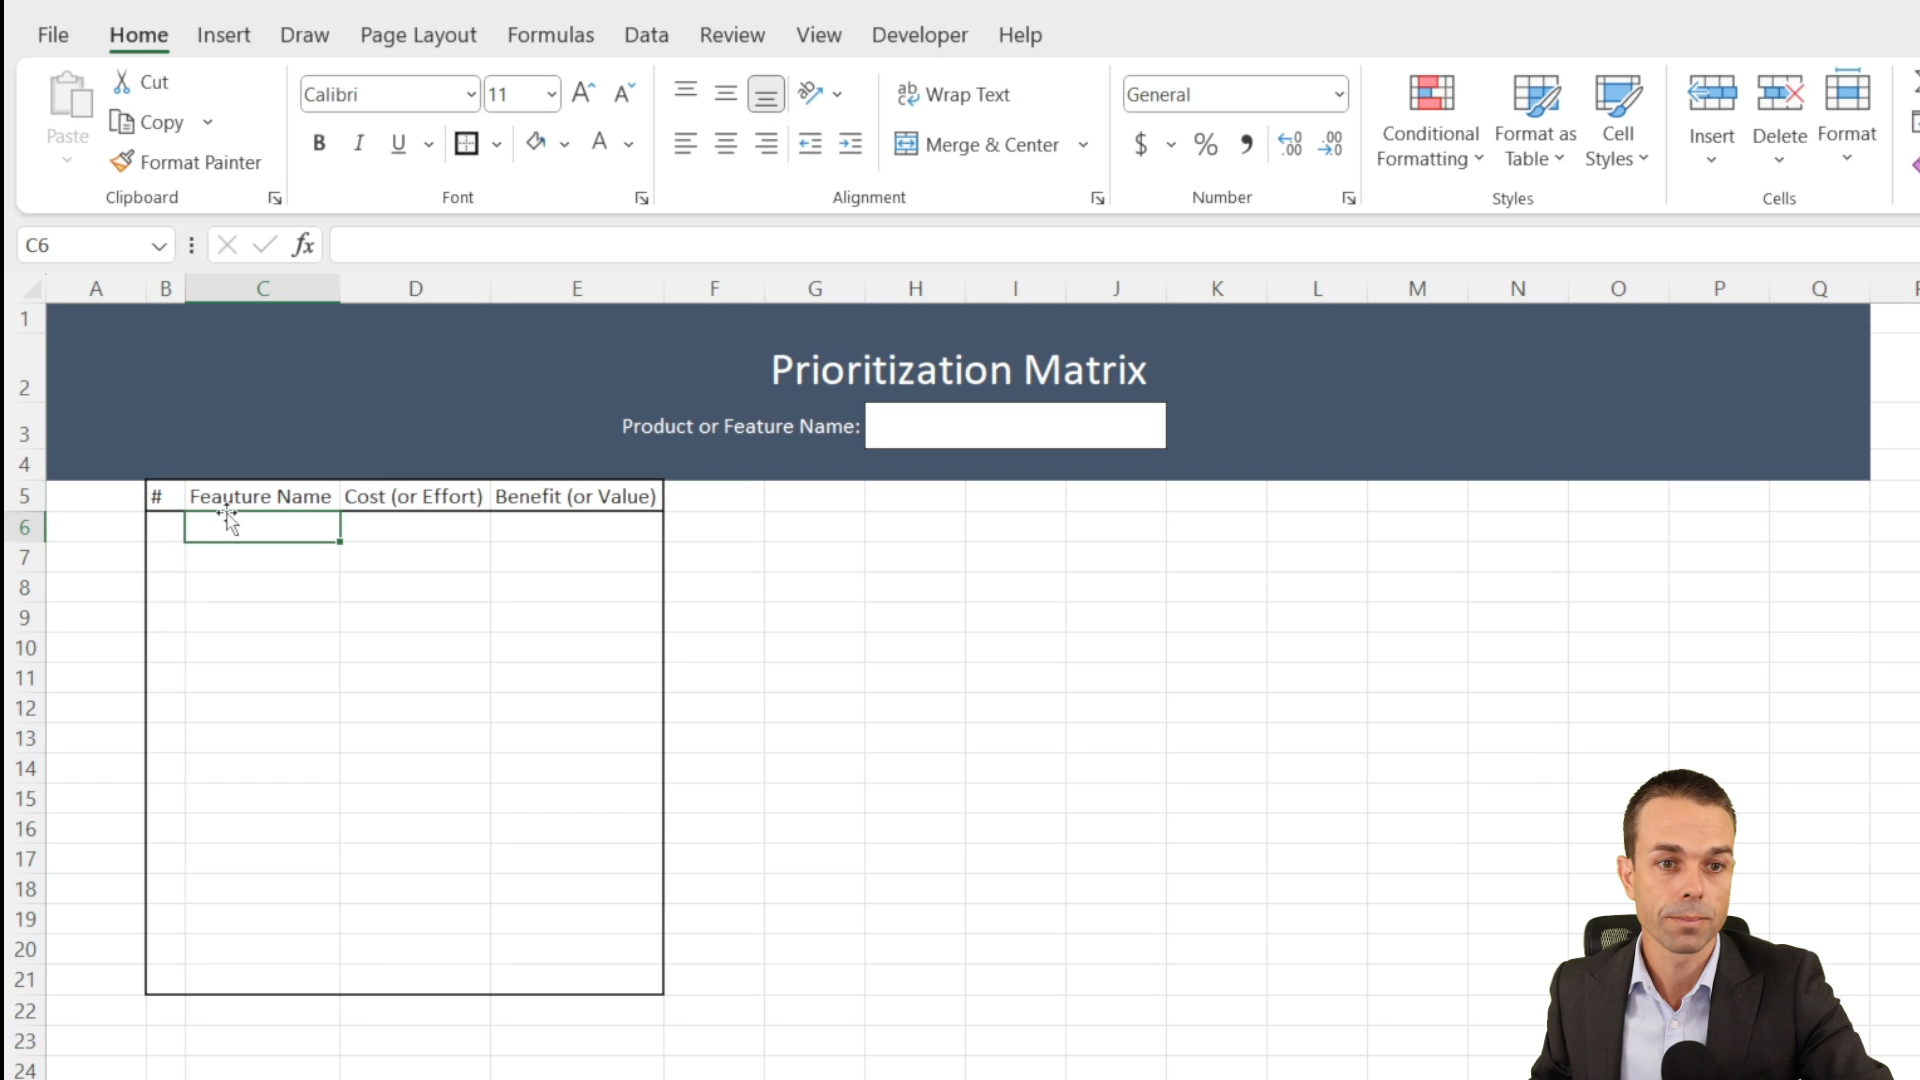 File Home Insert Draw Page Layout Formulas Data Review View Developer Help
Paste
Cut
Copy
Format Painter
Clipboard
Calibri 11
B I U A
Font
ab Wrap Text
Merge & Center
Alignment
General
$ % 9 .00 .00
Number
Conditional Formatting
Format as Table
Cell Styles
Styles
Insert Delete Format
Cells
C6 fx
A B C D E F G H I J K L M N O P Q
1
2 Prioritization Matrix
3 Product or Feature Name:
4
5 # Feauture Name Cost (or Effort) Benefit (or Value)
6
7
8
9
10
11
12
13
14
15
16
17
18
19
20
21
22
23
24